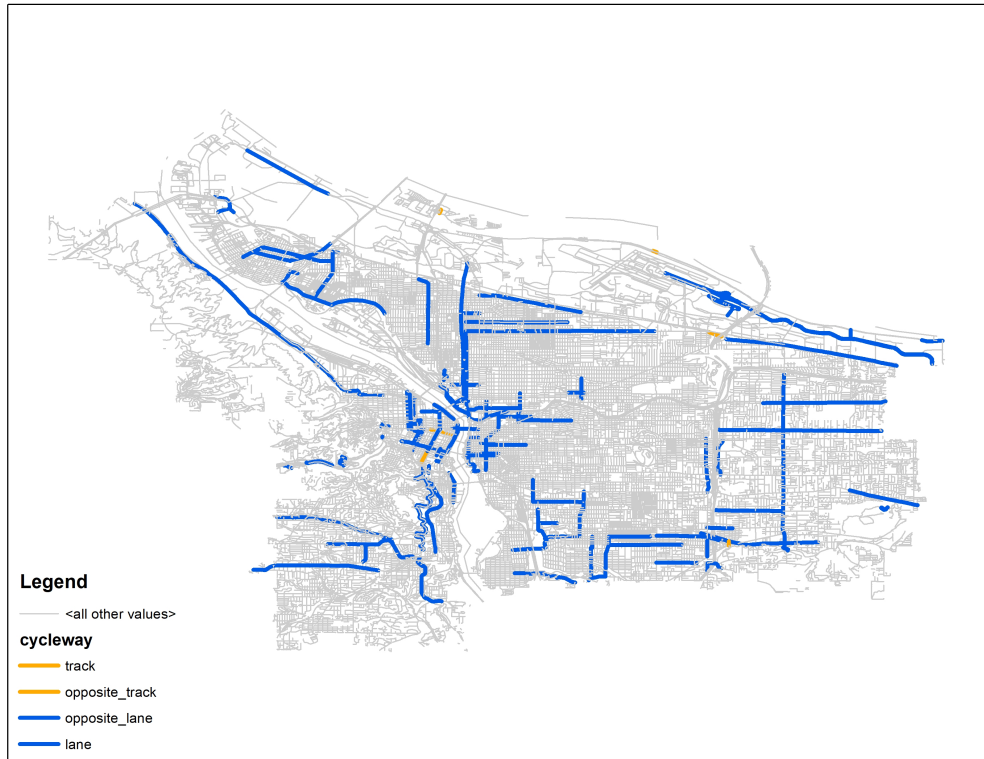 Legend
<all other values>
cycleway
track
opposite_track
opposite_lane
lane